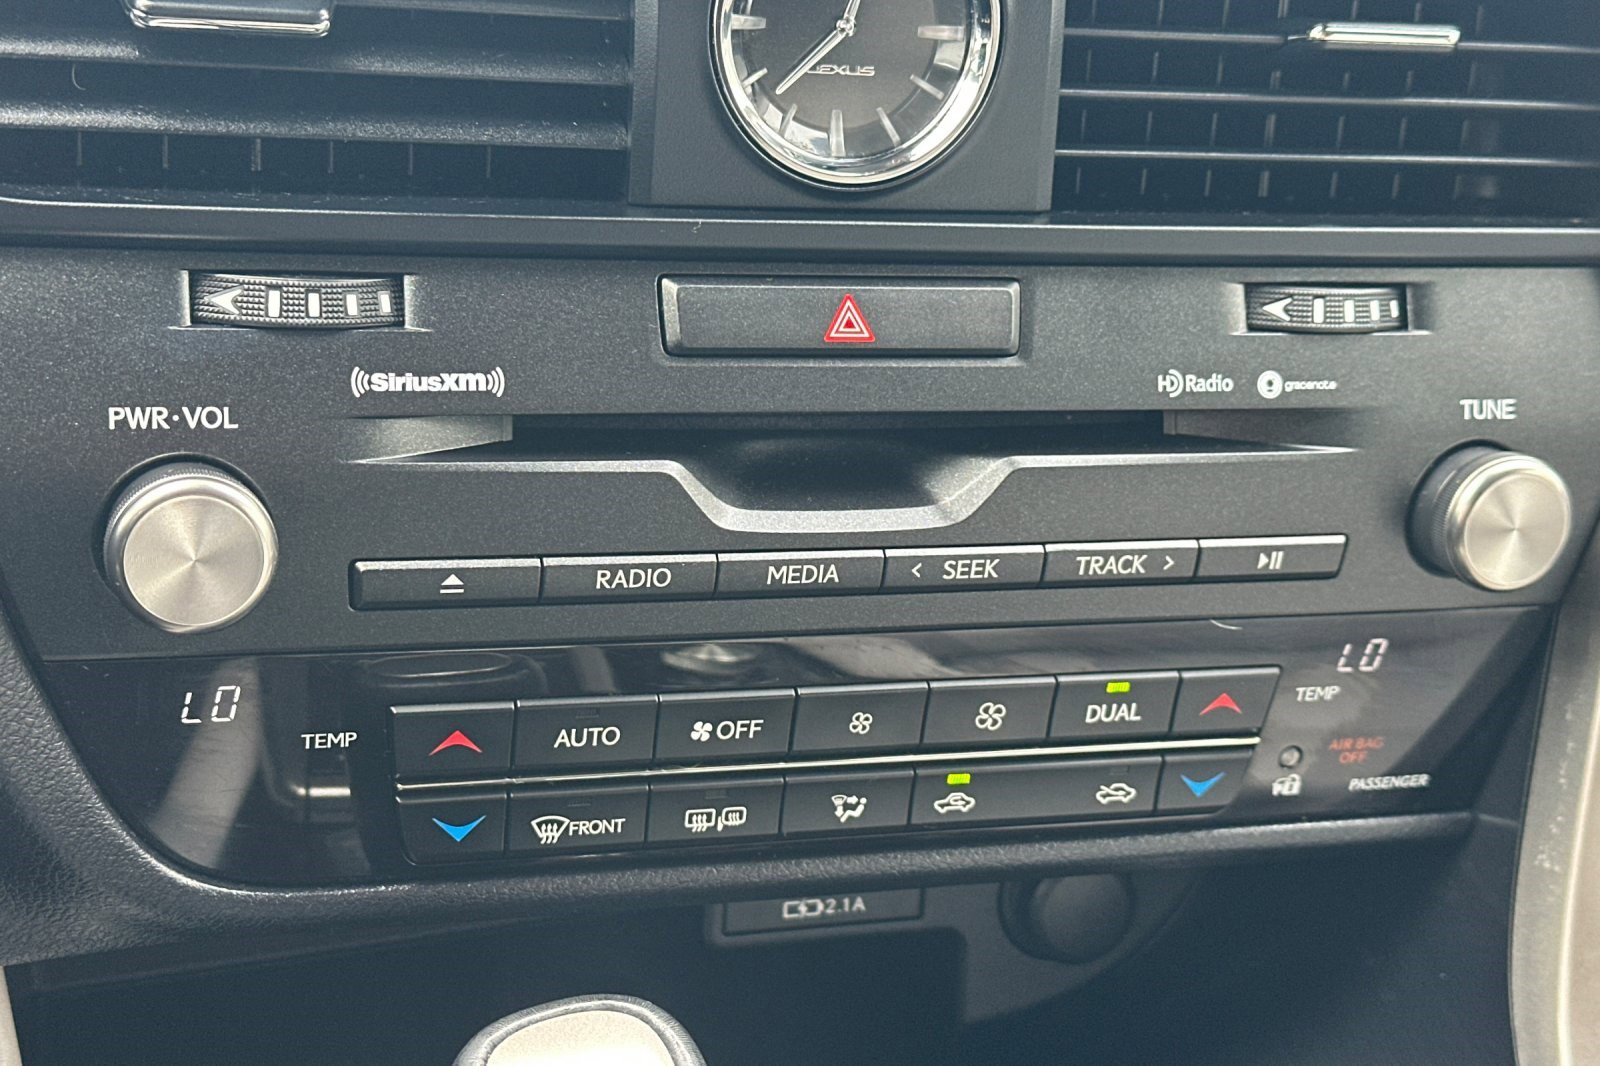 LEXUS
SiriusXM
HD Radio
gracenote
PWR·VOL
TUNE
RADIO
MEDIA
< SEEK
TRACK >
LO
LO
TEMP
AUTO
OFF
DUAL
TEMP
AIR BAG
OFF
FRONT
PASSENGER
2.1A